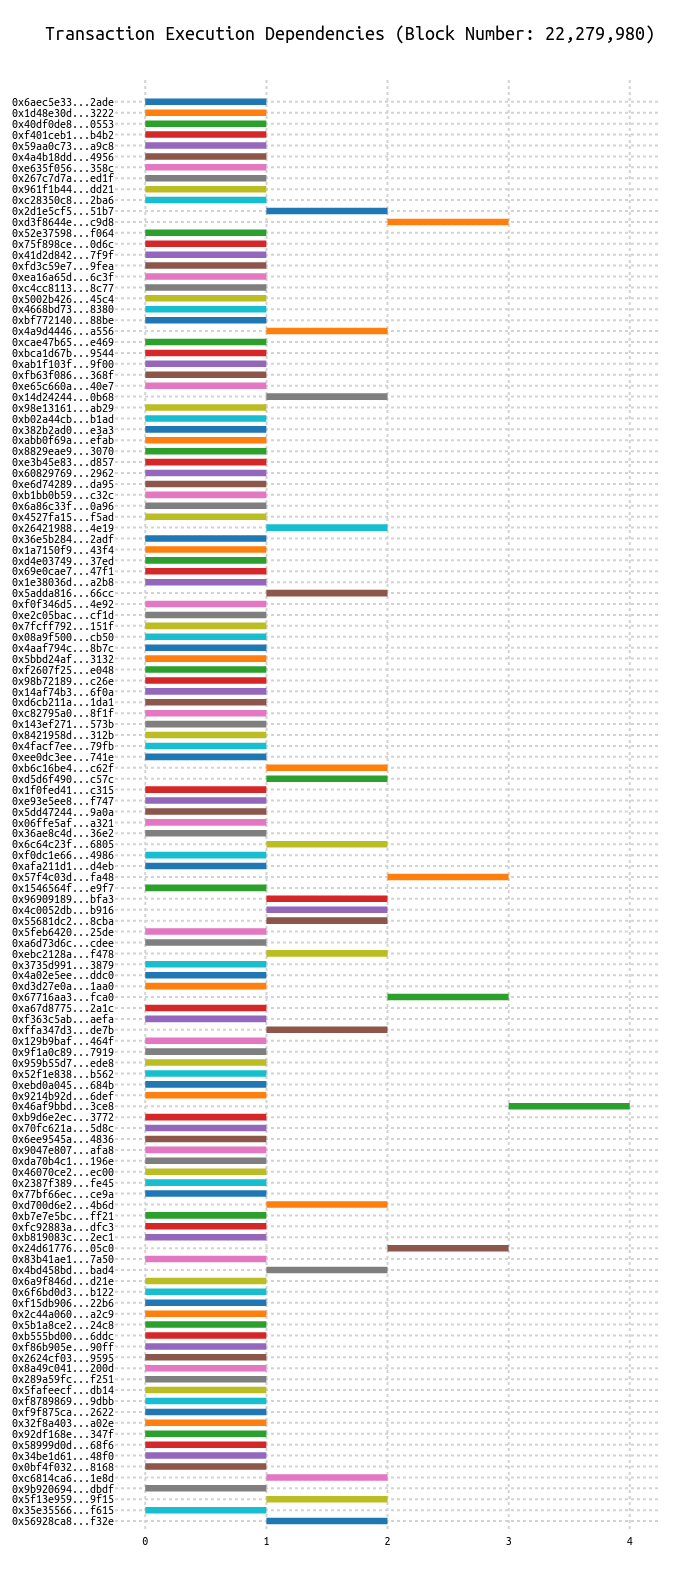 Transaction Execution Dependencies (Block Number: 22,279,980)
0x6aec5e33...2ade
0x1d48e30d...3222
0x40df0de8...0553
0xf401ceb1...b4b2
0x59aa0c73...a9c8
0x4a4b18dd...4956
0xe635f056...358c
0x267c7d7a...ed1f
0x961f1b44...dd21
0xc28350c8...2ba6
0x2d1e5cf5...51b7
0xd3f8644e...c9d8
0x52e37598...f064
0x75f898ce...0d6c
0x41d2d842...7f9f
0xfd3c59e7...9fea
0xea16a65d...6c3f
0xc4cc8113...8c77
0x5002b426...45c4
0x4668bd73...8380
0xbf772140...88be
0x4a9d4446...a556
0xcae47b65...e469
0xbca1d67b...9544
0xab1f103f...9f00
0xfb63f086...368f
0xe65c660a...40e7
0x14d24244...0b68
0x98e13161...ab29
0xb02a44cb...b1ad
0x382b2ad0...e3a3
0xabb0f69a...efab
0x8829eae9...3070
0xe3b45e83...d857
0x60829769...2962
0xe6d74289...da95
0xb1bb0b59...c32c
0x6a86c33f...0a96
0x4527fa15...f5ad
0x26421988...4e19
0x36e5b284...2adf
0x1a7150f9...43f4
0xd4e03749...37ed
0x69e0cae7...47f1
0x1e38036d...a2b8
0x5adda816...66cc
0xf0f346d5...4e92
0xe2c05bac...cf1d
0x7fcff792...151f
0x08a9f500...cb50
0x4aaf794c...8b7c
0x5bbd24af...3132
0xf2607f25...e048
0x98b72189...c26e
0x14af74b3...6f0a
0xd6cb211a...1da1
0xc82795a0...8f1f
0x143ef271...573b
0x8421958d...312b
0x4facf7ee...79fb
0xee0dc3ee...741e
0xb6c16be4...c62f
0xd5d6f490...c57c
0x1f0fed41...c315
0xe93e5ee8...f747
0x5dd47244...9a0a
0x06ffe5af...a321
0x36ae8c4d...36e2
0x6c64c23f...6805
0xf0dc1e66...4986
0xafa211d1...d4eb
0x57f4c03d...fa48
0x1546564f...e9f7
0x96909189...bfa3
0x4c0052db...b916
0x55681dc2...8cba
0x5feb6420...25de
0xa6d73d6c...cdee
0xebc2128a...f478
0x3735d991...3879
0x4a02e5ee...ddc0
0xd3d27e0a...1aa0
0x67716aa3...fca0
0xa67d8775...2a1c
0xf363c5ab...aefa
0xffa347d3...de7b
0x129b9baf...464f
0x9f1a0c89...7919
0x959b55d7...ede8
0x52f1e838...b562
0xebd0a045...684b
0x9214b92d...6def
0x46af9bbd...3ce8
0xb9d6e2ec...3772
0x70fc621a...5d8c
0x6ee9545a...4836
0x9047e807...afa8
0xda70b4c1...196e
0x46070ce2...ec00
0x2387f389...fe45
0x77bf66ec...ce9a
0xd700d6e2...4b6d
0xb7e7e5bc...ff21
0xfc92883a...dfc3
0xb819083c...2ec1
0x24d61776...05c0
0x83b41ae1...7a50
0x4bd458bd...bad4
0x6a9f846d...d21e
0x6f6bd0d3...b122
0xf15db906...22b6
0x2c44a060...a2c9
0x5b1a8ce2...24c8
0xb555bd00...6ddc
0xf86b905e...90ff
0x2624cf03...9595
0x8a49c041...200d
0x289a59fc...f251
0x5fafeecf...db14
0xf8789869...9dbb
0xf9f875ca...2622
0x32f8a403...a02e
0x92df168e...347f
0x58999d0d...68f6
0x34be1d61...48f0
0x0bf4f032...8168
0xc6814ca6...1e8d
0x9b920694...dbdf
0x5f13e959...9f15
0x35e35566...f615
0x56928ca8...f32e
0 1 2 3 4